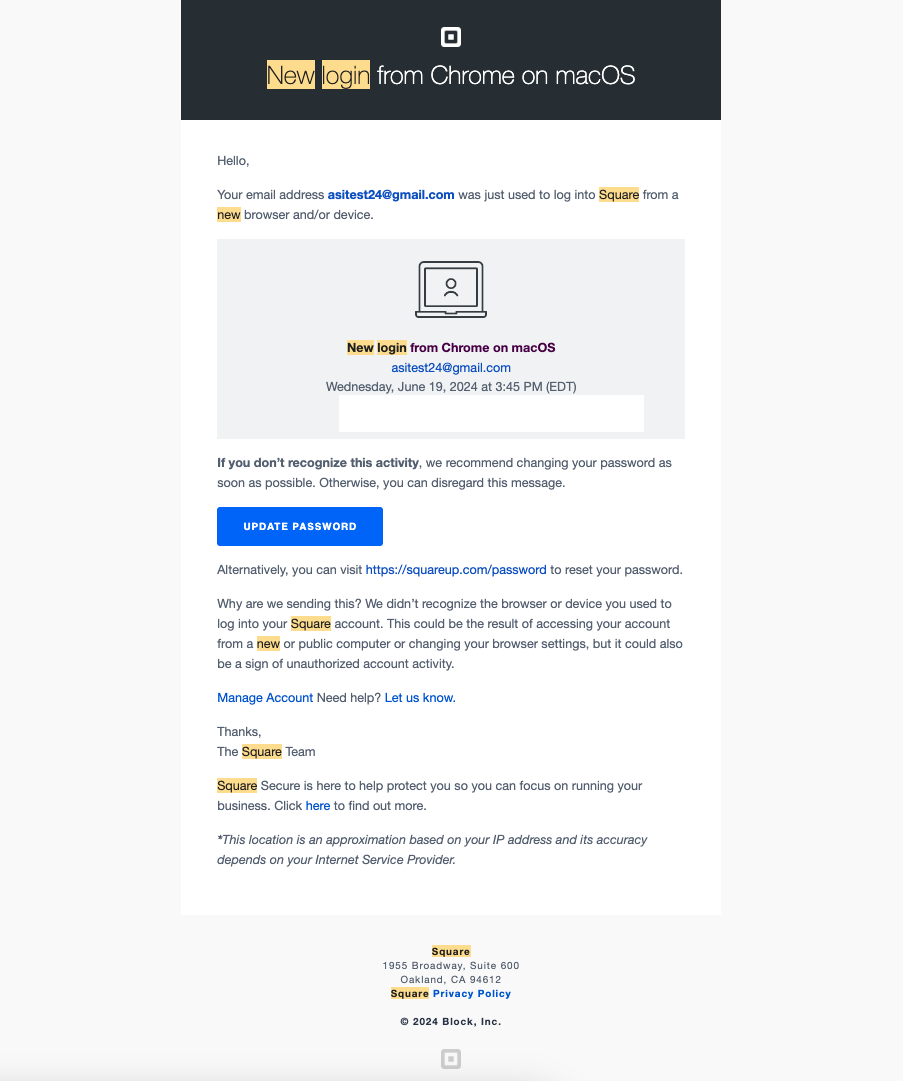 New login from Chrome on macOS
Hello,
Your email address asitest24@gmail.com was just used to log into Square from a
new browser and/or device.
New login from Chrome on macOS
asitest24@gmail.com
Wednesday, June 19, 2024 at 3:45 PM (EDT)
If you don’t recognize this activity, we recommend changing your password as
soon as possible. Otherwise, you can disregard this message.
UPDATE PASSWORD
Alternatively, you can visit https://squareup.com/password to reset your password.
Why are we sending this? We didn’t recognize the browser or device you used to
log into your Square account. This could be the result of accessing your account
from a new or public computer or changing your browser settings, but it could also
be a sign of unauthorized account activity.
Manage Account Need help? Let us know.
Thanks,
The Square Team
Square Secure is here to help protect you so you can focus on running your
business. Click here to find out more.
*This location is an approximation based on your IP address and its accuracy
depends on your Internet Service Provider.
Square
1955 Broadway, Suite 600
Oakland, CA 94612
Square Privacy Policy
© 2024 Block, Inc.